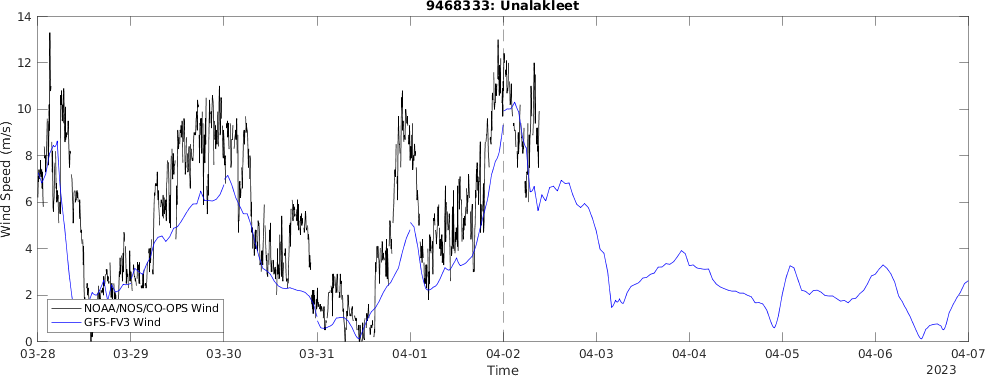 9468333: Unalakleet
14
12
10
8
6
4
2
0
Wind Speed (m/s)
NOAA/NOS/CO-OPS Wind
GFS-FV3 Wind
03-28 03-29 03-30 03-31 04-01 04-02 04-03 04-04 04-05 04-06 04-07
Time
2023